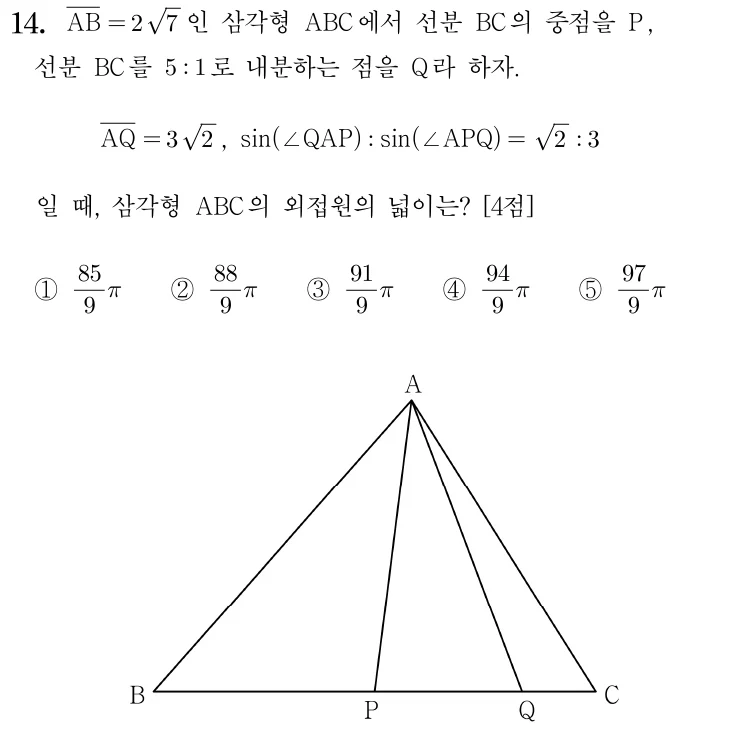 14. AB=2√7 인 삼각형 ABC에서 선분 BC의 중점을 P,
선분 BC를 5:1로 내분하는 점을 Q라 하자.
AQ=3√2, sin(∠QAP):sin(∠APQ)=√2:3
일 때, 삼각형 ABC의 외접원의 넓이는? [4점]
① 85/9 π ② 88/9 π ③ 91/9 π ④ 94/9 π ⑤ 97/9 π
A
B P Q C